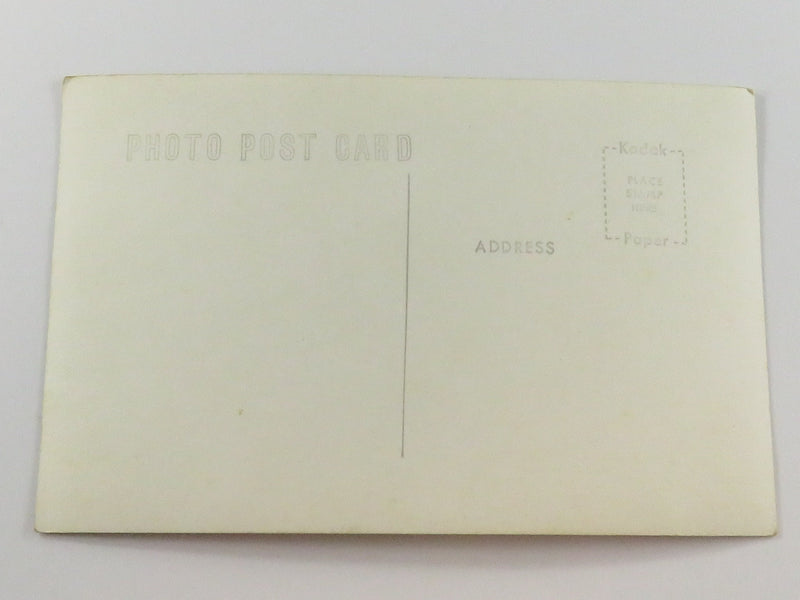 PHOTO POST CARD
Kodak
PLACE
STAMP
HERE
Paper
ADDRESS